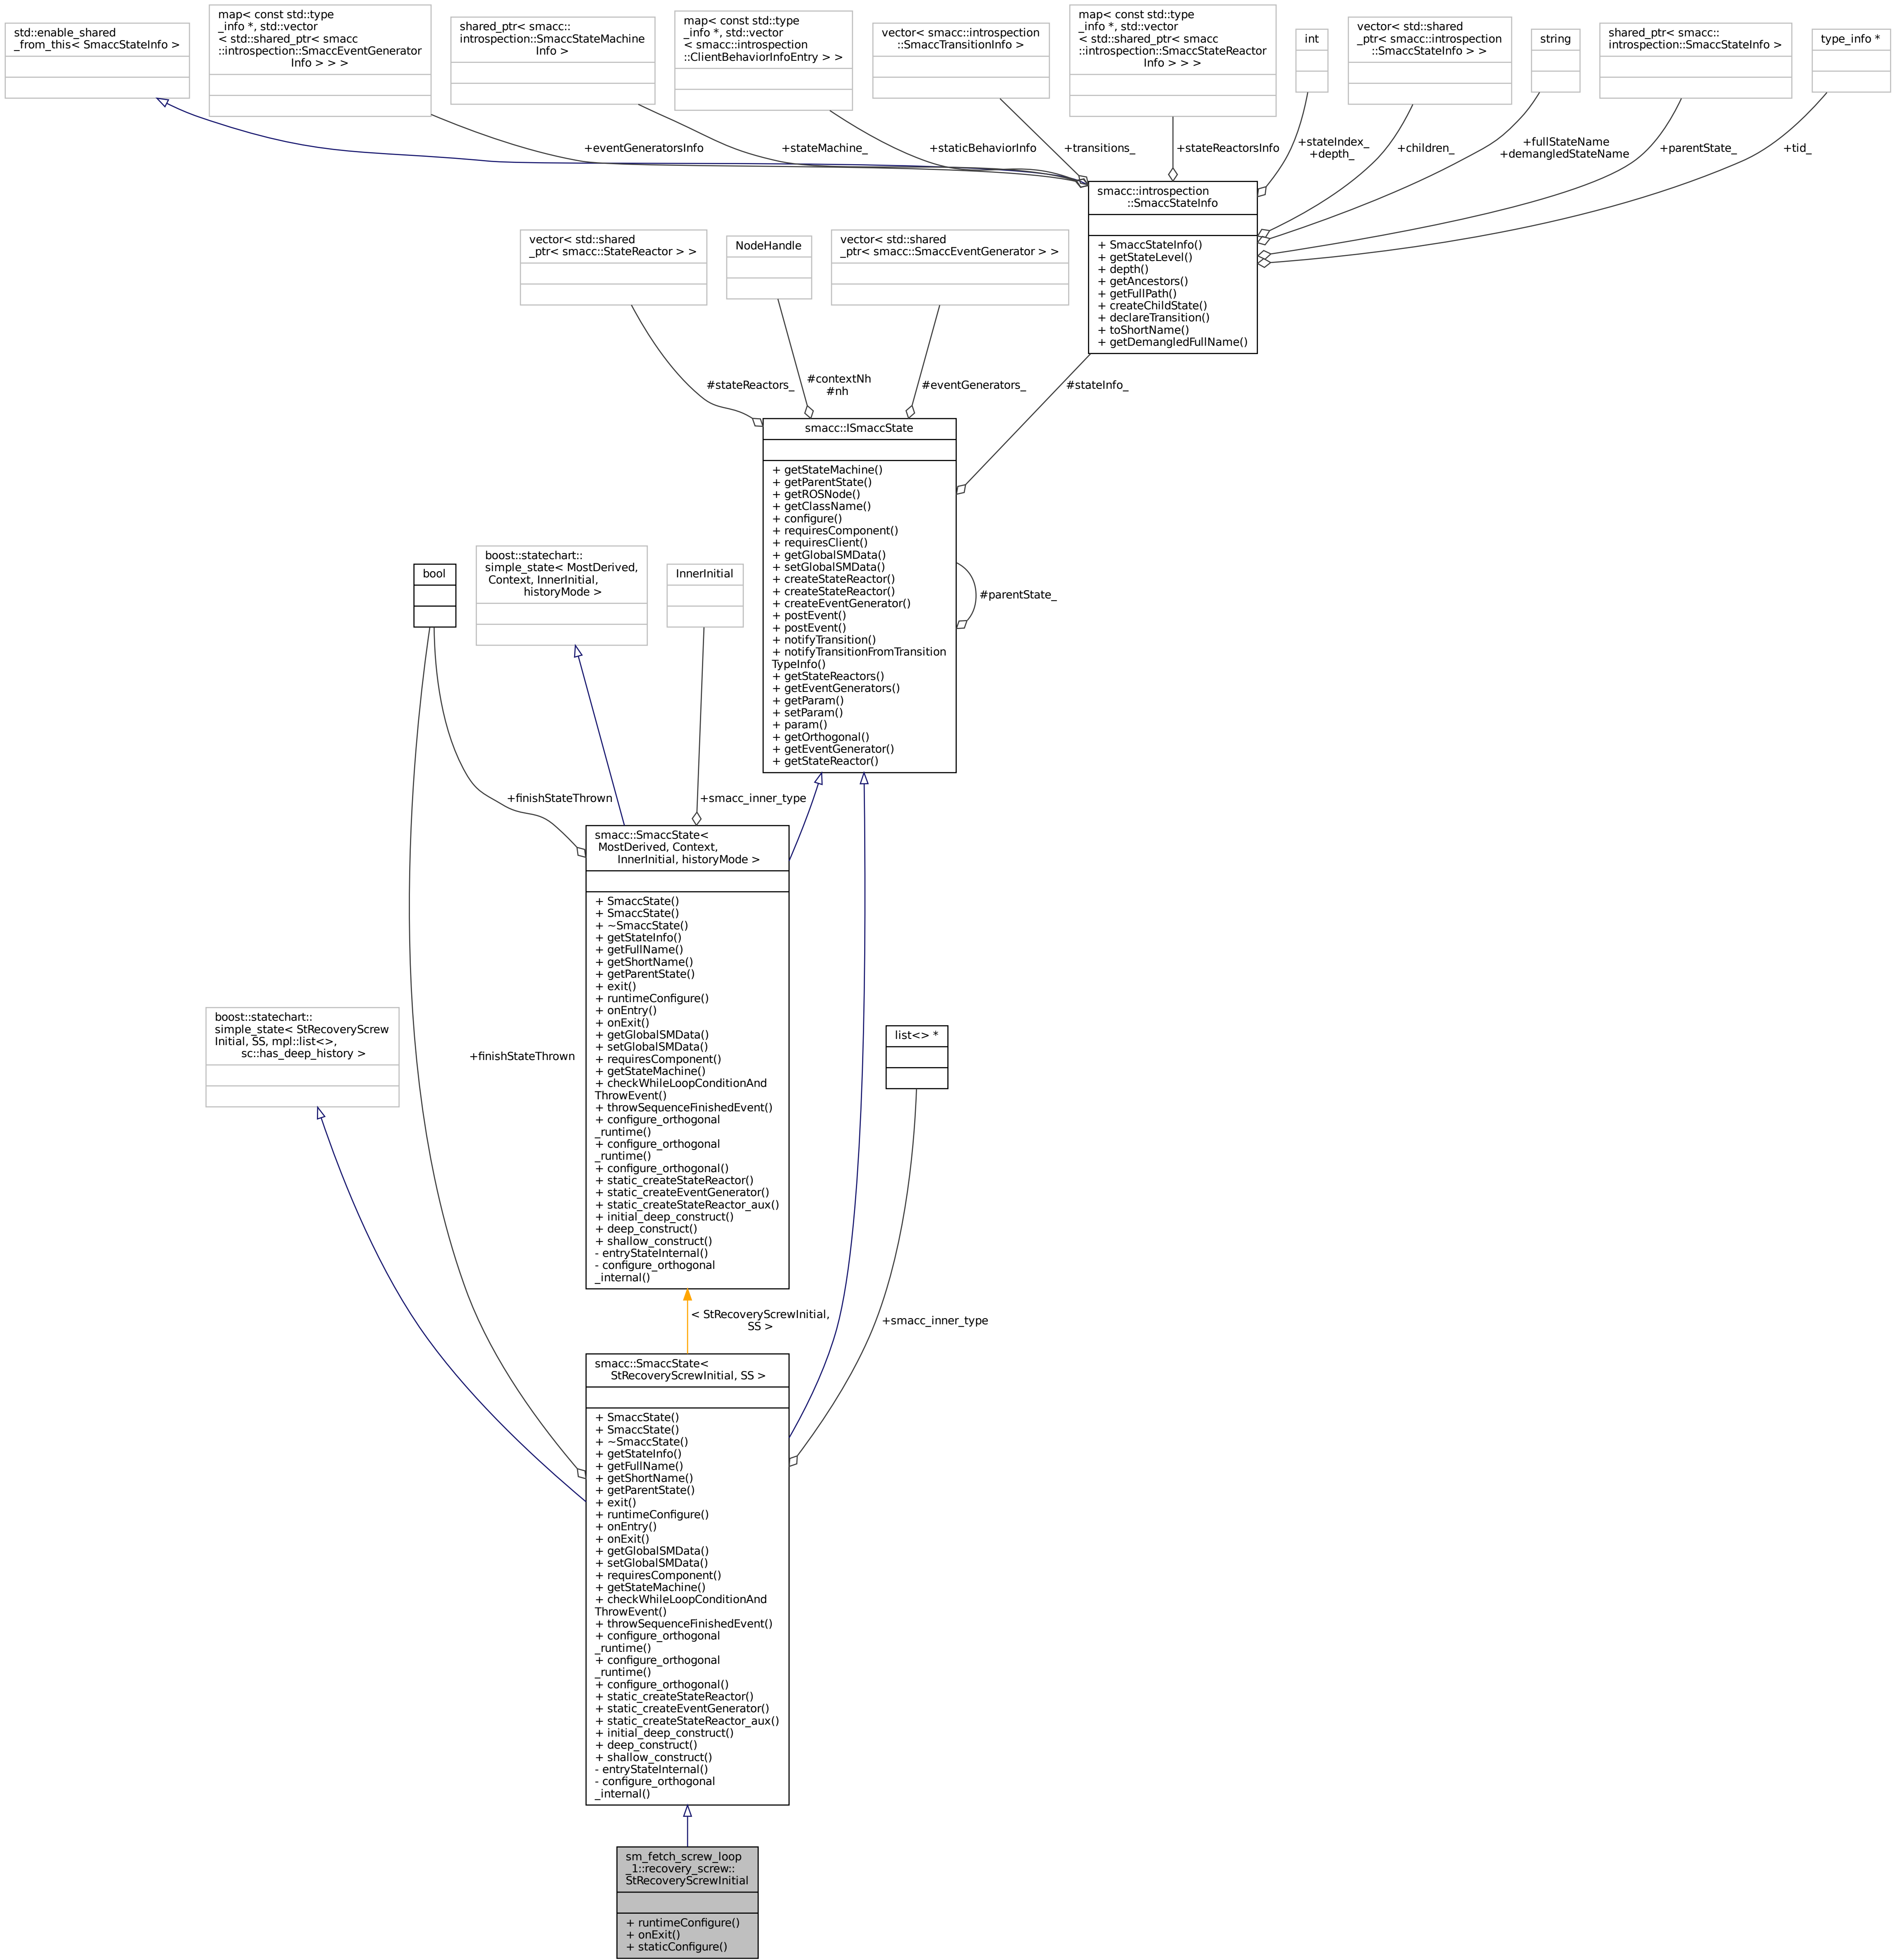 std::enable_shared
_from_this< SmaccStateInfo >
map< const std::type
_info *, std::vector
< std::shared_ptr< smacc
::introspection::SmaccEventGenerator
Info > > >
shared_ptr< smacc::
introspection::SmaccStateMachine
Info >
map< const std::type
_info *, std::vector
< smacc::introspection
::ClientBehaviorInfoEntry > >
vector< smacc::introspection
::SmaccTransitionInfo >
map< const std::type
_info *, std::vector
< std::shared_ptr< smacc
::introspection::SmaccStateReactor
Info > > >
int
vector< std::shared
_ptr< smacc::introspection
::SmaccStateInfo > >
string
shared_ptr< smacc::
introspection::SmaccStateInfo >
type_info *
+eventGeneratorsInfo
+stateMachine_
+staticBehaviorInfo
+transitions_
+stateReactorsInfo
+stateIndex_
+depth_
+children_
+fullStateName
+demangledStateName
+parentState_
+tid_
smacc::introspection
::SmaccStateInfo
+ SmaccStateInfo()
+ getStateLevel()
+ depth()
+ getAncestors()
+ getFullPath()
+ createChildState()
+ declareTransition()
+ toShortName()
+ getDemangledFullName()
vector< std::shared
_ptr< smacc::StateReactor > >
NodeHandle
vector< std::shared
_ptr< smacc::SmaccEventGenerator > >
#stateReactors_
#contextNh
#nh
#eventGenerators_
#stateInfo_
smacc::ISmaccState
+ getStateMachine()
+ getParentState()
+ getROSNode()
+ getClassName()
+ configure()
+ requiresComponent()
+ requiresClient()
+ getGlobalSMData()
+ setGlobalSMData()
+ createStateReactor()
+ createStateReactor()
+ createEventGenerator()
+ postEvent()
+ postEvent()
+ notifyTransition()
+ notifyTransitionFromTransition
TypeInfo()
+ getStateReactors()
+ getEventGenerators()
+ getParam()
+ setParam()
+ param()
+ getOrthogonal()
+ getEventGenerator()
+ getStateReactor()
#parentState_
bool
boost::statechart::
simple_state< MostDerived,
Context, InnerInitial,
historyMode >
InnerInitial
+finishStateThrown
+smacc_inner_type
smacc::SmaccState<
MostDerived, Context,
InnerInitial, historyMode >
+ SmaccState()
+ SmaccState()
+ ~SmaccState()
+ getStateInfo()
+ getFullName()
+ getShortName()
+ getParentState()
+ exit()
+ runtimeConfigure()
+ onEntry()
+ onExit()
+ getGlobalSMData()
+ setGlobalSMData()
+ requiresComponent()
+ getStateMachine()
+ checkWhileLoopConditionAnd
ThrowEvent()
+ throwSequenceFinishedEvent()
+ configure_orthogonal
_runtime()
+ configure_orthogonal
_runtime()
+ configure_orthogonal()
+ static_createStateReactor()
+ static_createEventGenerator()
+ static_createStateReactor_aux()
+ initial_deep_construct()
+ deep_construct()
+ shallow_construct()
- entryStateInternal()
- configure_orthogonal
_internal()
boost::statechart::
simple_state< StRecoveryScrew
Initial, SS, mpl::list<>,
sc::has_deep_history >
+finishStateThrown
list<> *
< StRecoveryScrewInitial,
SS >
+smacc_inner_type
smacc::SmaccState<
StRecoveryScrewInitial, SS >
+ SmaccState()
+ SmaccState()
+ ~SmaccState()
+ getStateInfo()
+ getFullName()
+ getShortName()
+ getParentState()
+ exit()
+ runtimeConfigure()
+ onEntry()
+ onExit()
+ getGlobalSMData()
+ setGlobalSMData()
+ requiresComponent()
+ getStateMachine()
+ checkWhileLoopConditionAnd
ThrowEvent()
+ throwSequenceFinishedEvent()
+ configure_orthogonal
_runtime()
+ configure_orthogonal
_runtime()
+ configure_orthogonal()
+ static_createStateReactor()
+ static_createEventGenerator()
+ static_createStateReactor_aux()
+ initial_deep_construct()
+ deep_construct()
+ shallow_construct()
- entryStateInternal()
- configure_orthogonal
_internal()
sm_fetch_screw_loop
_1::recovery_screw::
StRecoveryScrewInitial
+ runtimeConfigure()
+ onExit()
+ staticConfigure()